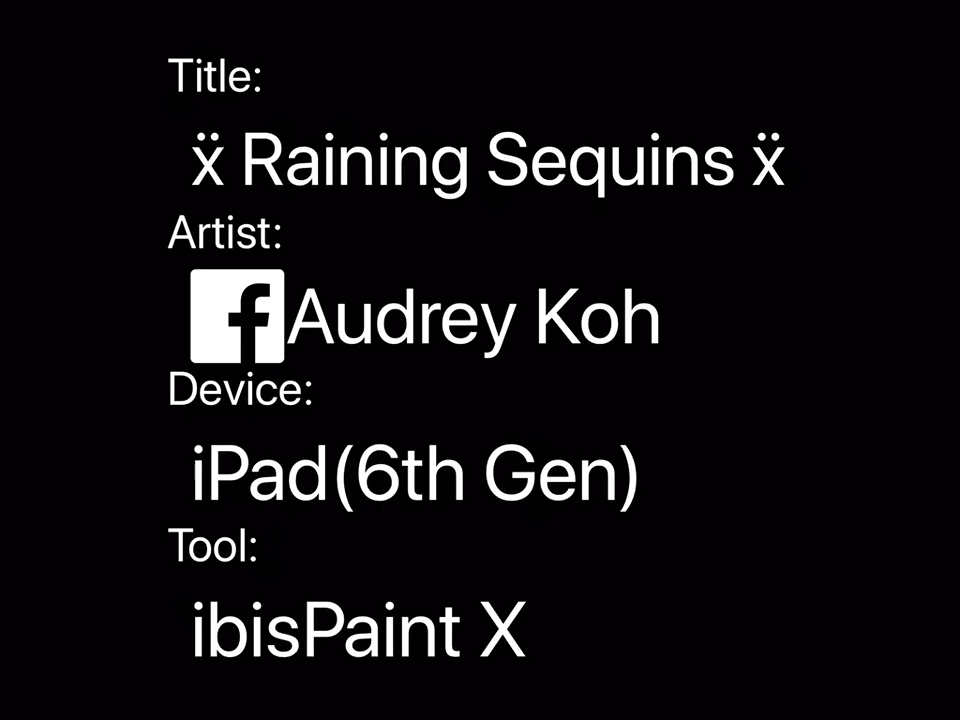 Title:
ẍ Raining Sequins ẍ
Artist:
Audrey Koh
Device:
iPad(6th Gen)
Tool:
ibisPaint X